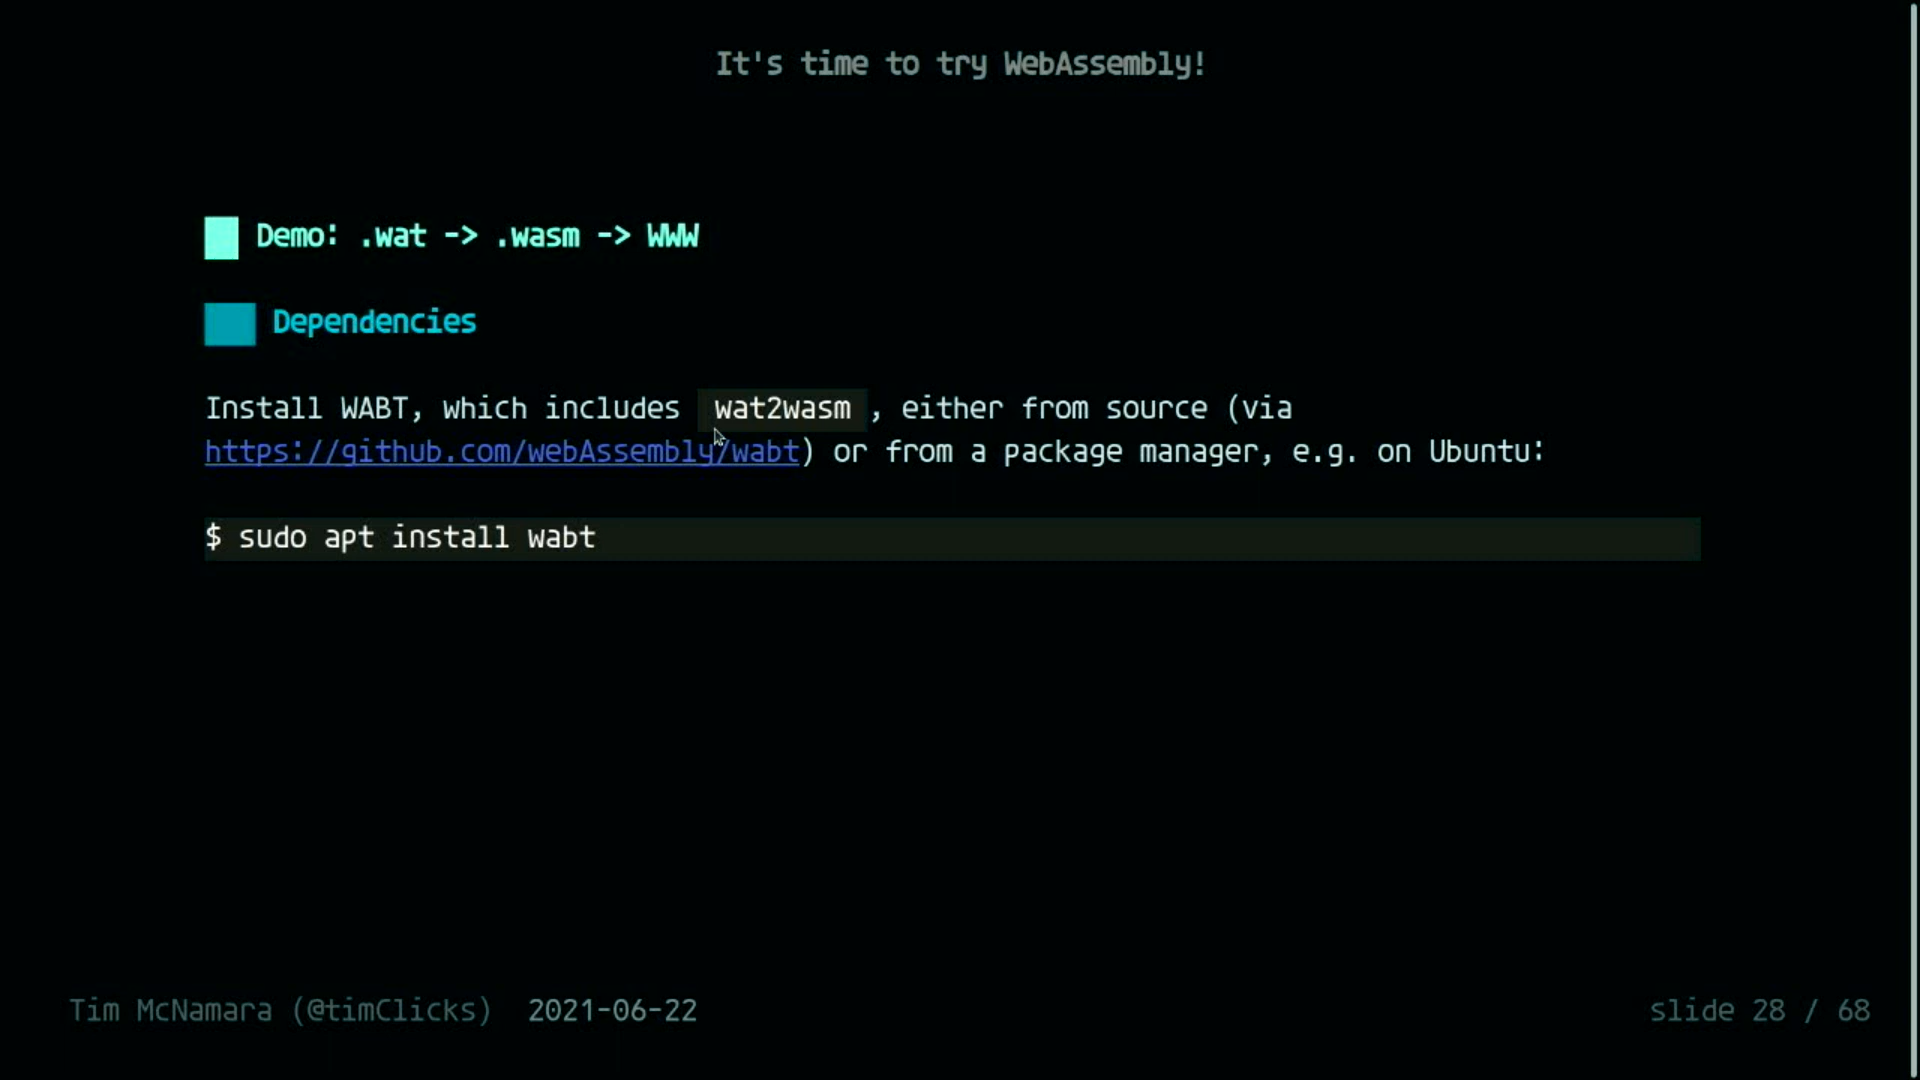 It's time to try WebAssembly!
Demo: .wat -> .wasm -> WWW
Dependencies
Install WABT, which includes wat2wasm , either from source (via
https://github.com/webAssembly/wabt) or from a package manager, e.g. on Ubuntu:
$ sudo apt install wabt
Tim McNamara (@timClicks) 2021-06-22
slide 28 / 68